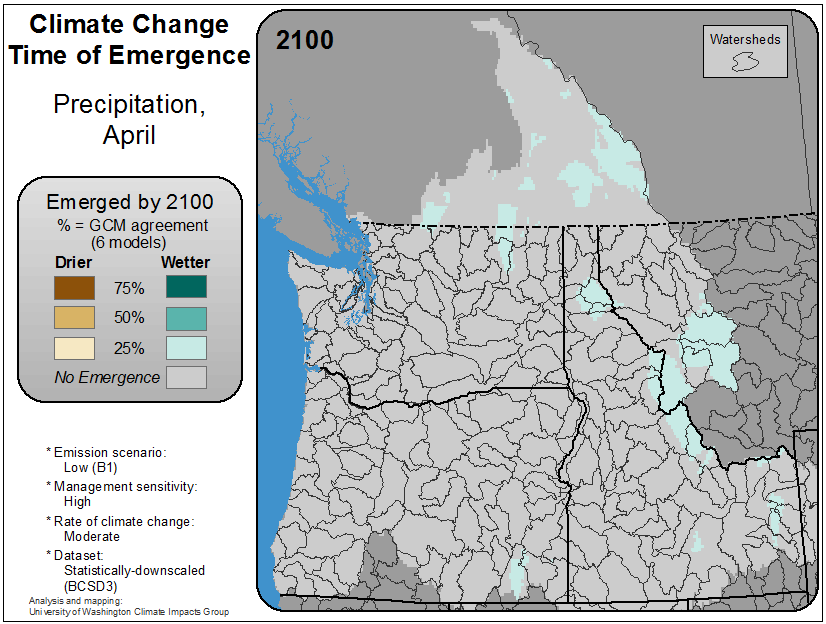 Climate Change
Time of Emergence
Precipitation,
April
Emerged by 2100
% = GCM agreement
(6 models)
Drier Wetter
75%
50%
25%
No Emergence
* Emission scenario:
Low (B1)
* Management sensitivity:
High
* Rate of climate change:
Moderate
* Dataset:
Statistically-downscaled
(BCSD3)
Analysis and mapping:
University of Washington Climate Impacts Group
2100
Watersheds